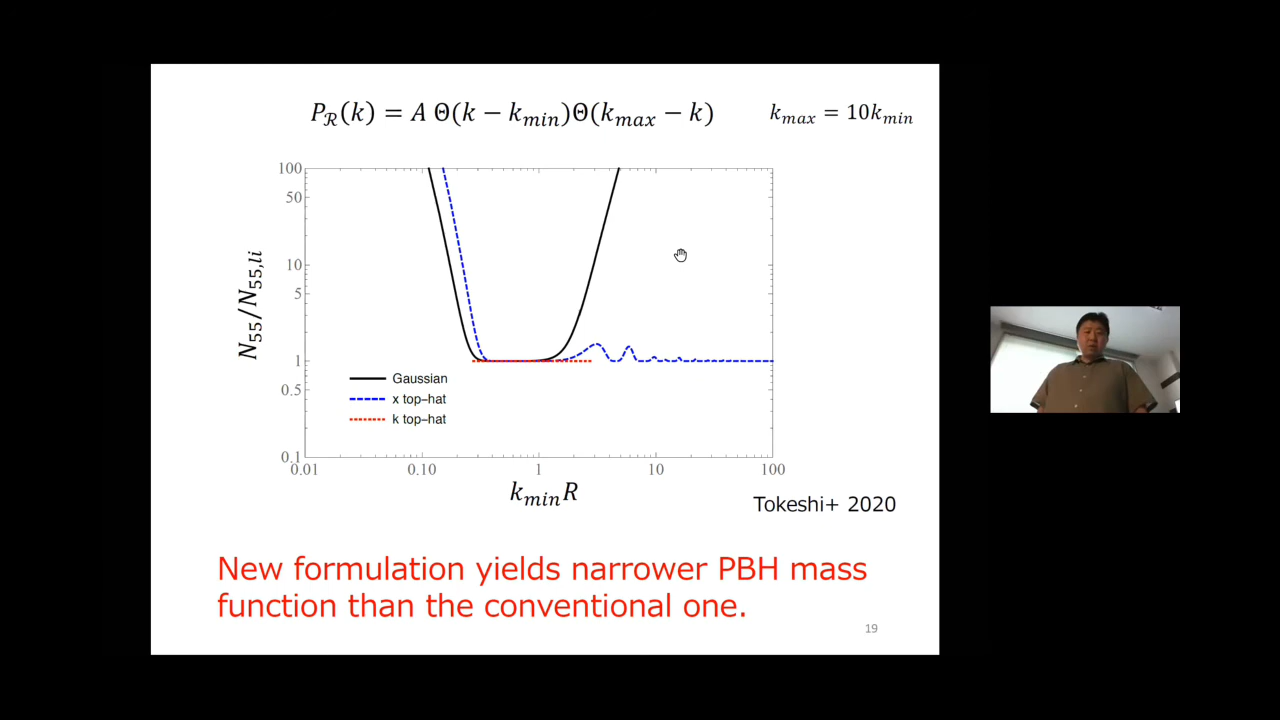 P_ℛ(k) = A Θ(k − k_min)Θ(k_max − k)
k_max = 10k_min
N_55/N_55,li
100
50
10
5
1
0.5
0.1
Gaussian
x top−hat
k top−hat
0.01 0.10 1 10 100
k_min R
Tokeshi+ 2020
New formulation yields narrower PBH mass
function than the conventional one.
19